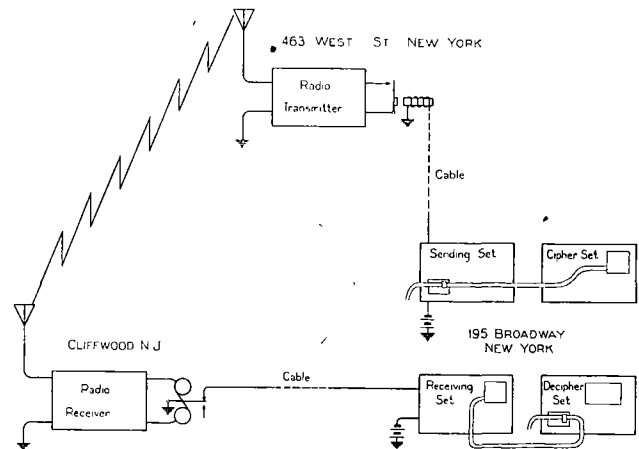 463 WEST ST NEW YORK
Radio
Transmitter
Cable
Sending Set
Cipher Set
195 BROADWAY
NEW YORK
CLIFFWOOD N J
Cable
Radio
Receiver
Receiving
Set
Decipher
Set